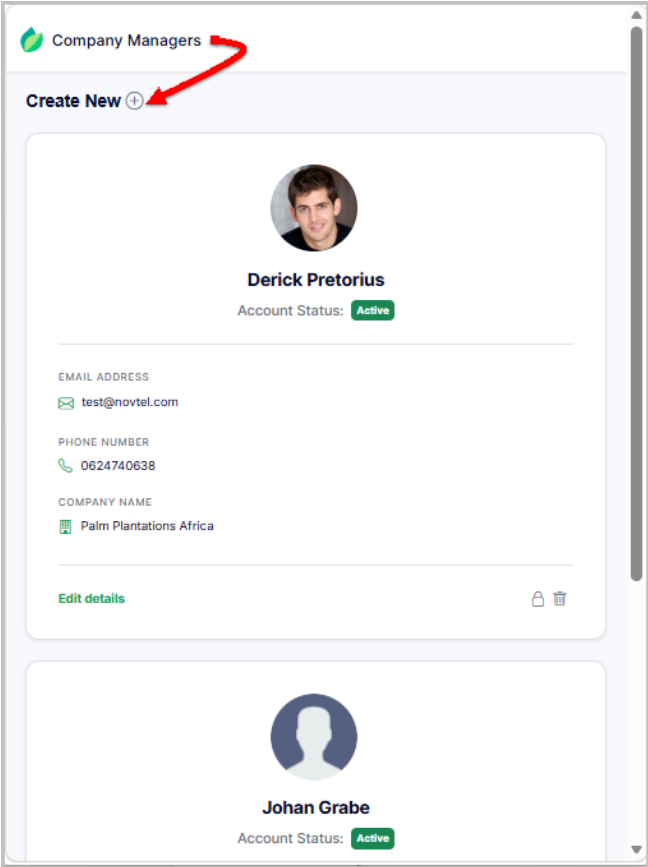 Company Managers
Create New
Derick Pretorius
Account Status: Active
EMAIL ADDRESS
test@novtel.com
PHONE NUMBER
0624740638
COMPANY NAME
Palm Plantations Africa
Edit details
Johan Grabe
Account Status: Active